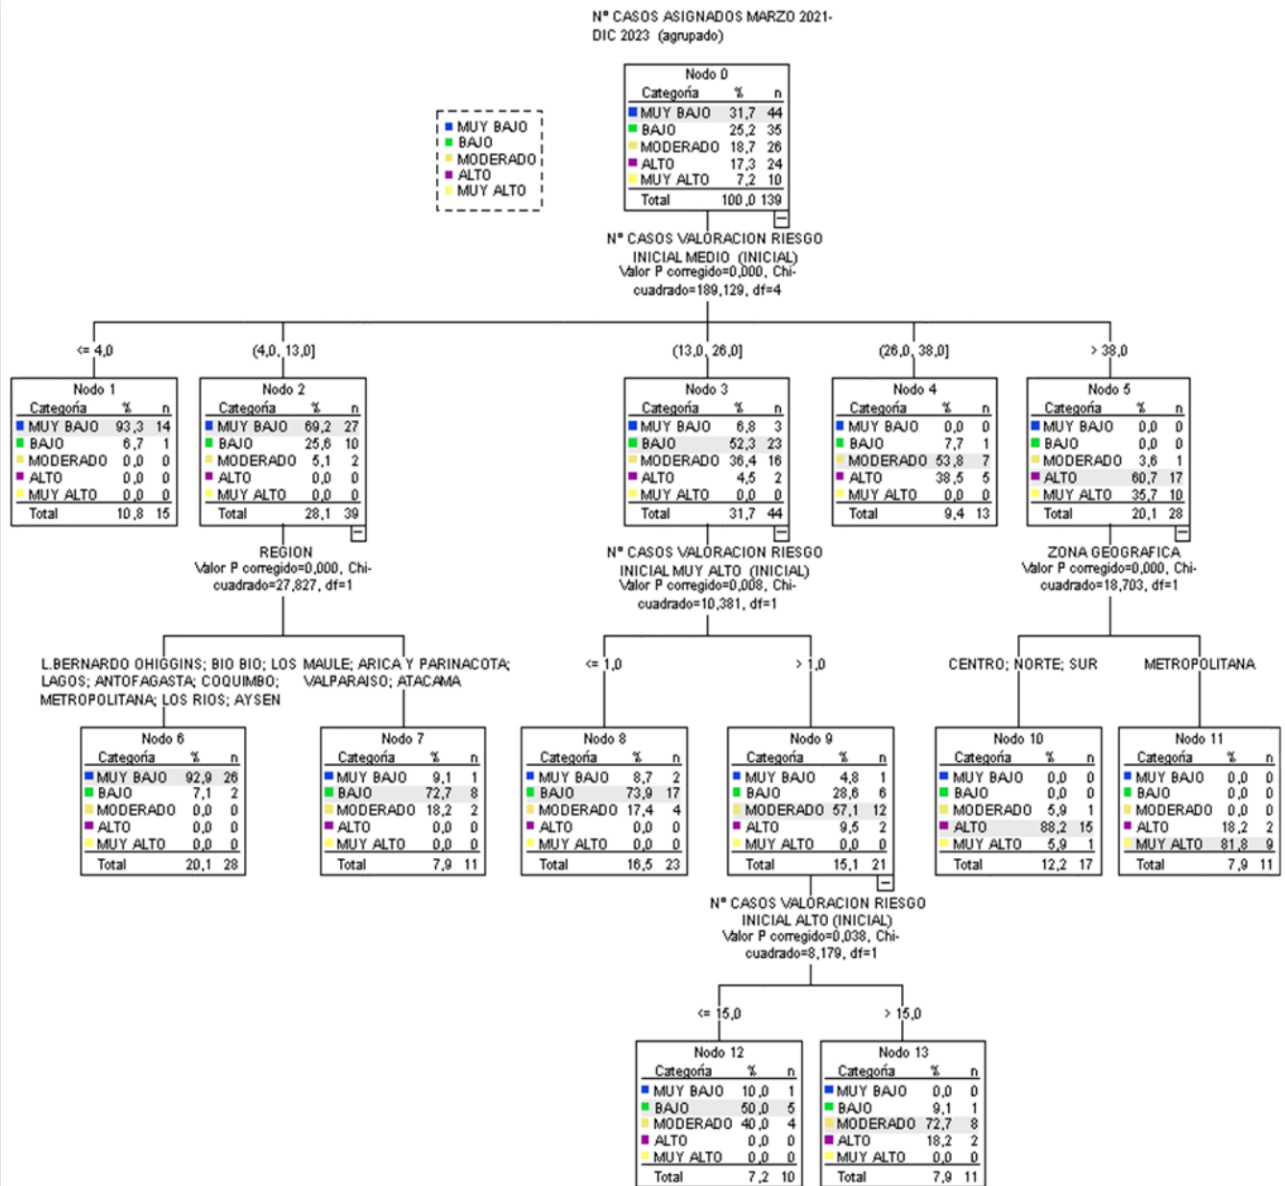 Nº CASOS ASIGNADOS MARZO 2021-
DIC 2023 (agrupado)
MUY BAJO
BAJO
MODERADO
ALTO
MUY ALTO
Nodo 0
Categoría % n
MUY BAJO 31,7 44
BAJO 25,2 35
MODERADO 18,7 26
ALTO 17,3 24
MUY ALTO 7,2 10
Total 100,0 139
Nº CASOS VALORACION RIESGO
INICIAL MEDIO (INICIAL)
Valor P corregido=0,000, Chi-
cuadrado=189,129, df=4
<= 4,0
(4,0, 13,0]
(13,0, 26,0]
(26,0, 38,0]
> 38,0
Nodo 1
Categoría % n
MUY BAJO 93,3 14
BAJO 6,7 1
MODERADO 0,0 0
ALTO 0,0 0
MUY ALTO 0,0 0
Total 10,8 15
Nodo 2
Categoría % n
MUY BAJO 69,2 27
BAJO 25,6 10
MODERADO 5,1 2
ALTO 0,0 0
MUY ALTO 0,0 0
Total 28,1 39
Nodo 3
Categoría % n
MUY BAJO 6,8 3
BAJO 52,3 23
MODERADO 36,4 16
ALTO 4,5 2
MUY ALTO 0,0 0
Total 31,7 44
Nodo 4
Categoría % n
MUY BAJO 0,0 0
BAJO 7,7 1
MODERADO 53,8 7
ALTO 38,5 5
MUY ALTO 0,0 0
Total 9,4 13
Nodo 5
Categoría % n
MUY BAJO 0,0 0
BAJO 0,0 0
MODERADO 3,6 1
ALTO 60,7 17
MUY ALTO 35,7 10
Total 20,1 28
REGION
Valor P corregido=0,000, Chi-
cuadrado=27,827, df=1
Nº CASOS VALORACION RIESGO
INICIAL MUY ALTO (INICIAL)
Valor P corregido=0,008, Chi-
cuadrado=10,381, df=1
ZONA GEOGRAFICA
Valor P corregido=0,000, Chi-
cuadrado=18,703, df=1
L.BERNARDO OHIGGINS; BIO BIO; LOS
LAGOS; ANTOFAGASTA; COQUIMBO;
METROPOLITANA; LOS RIOS; AYSEN
MAULE; ARICA Y PARINACOTA;
VALPARAISO; ATACAMA
<= 1,0
> 1,0
CENTRO; NORTE; SUR
METROPOLITANA
Nodo 6
Categoría % n
MUY BAJO 92,9 26
BAJO 7,1 2
MODERADO 0,0 0
ALTO 0,0 0
MUY ALTO 0,0 0
Total 20,1 28
Nodo 7
Categoría % n
MUY BAJO 9,1 1
BAJO 72,7 8
MODERADO 18,2 2
ALTO 0,0 0
MUY ALTO 0,0 0
Total 7,9 11
Nodo 8
Categoría % n
MUY BAJO 8,7 2
BAJO 73,9 17
MODERADO 17,4 4
ALTO 0,0 0
MUY ALTO 0,0 0
Total 16,5 23
Nodo 9
Categoría % n
MUY BAJO 4,8 1
BAJO 28,6 6
MODERADO 57,1 12
ALTO 9,5 2
MUY ALTO 0,0 0
Total 15,1 21
Nodo 10
Categoría % n
MUY BAJO 0,0 0
BAJO 0,0 0
MODERADO 5,9 1
ALTO 88,2 15
MUY ALTO 5,9 1
Total 12,2 17
Nodo 11
Categoría % n
MUY BAJO 0,0 0
BAJO 0,0 0
MODERADO 0,0 0
ALTO 18,2 2
MUY ALTO 81,8 9
Total 7,9 11
Nº CASOS VALORACION RIESGO
INICIAL ALTO (INICIAL)
Valor P corregido=0,038, Chi-
cuadrado=8,179, df=1
<= 15,0
> 15,0
Nodo 12
Categoría % n
MUY BAJO 10,0 1
BAJO 50,0 5
MODERADO 40,0 4
ALTO 0,0 0
MUY ALTO 0,0 0
Total 7,2 10
Nodo 13
Categoría % n
MUY BAJO 0,0 0
BAJO 9,1 1
MODERADO 72,7 8
ALTO 18,2 2
MUY ALTO 0,0 0
Total 7,9 11